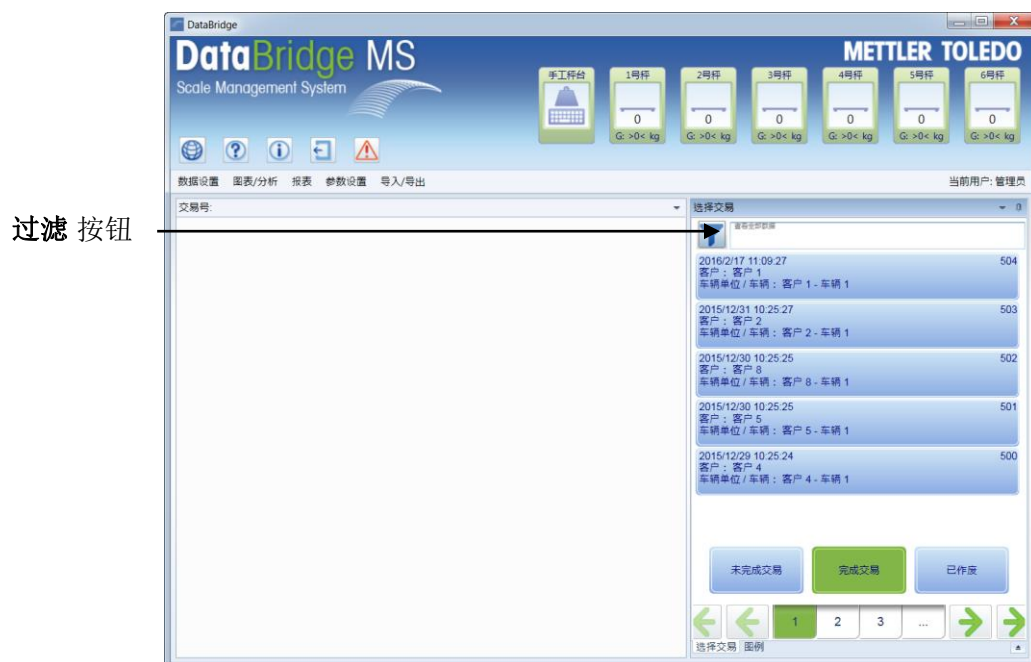 DataBridge
DataBridge MS
Scale Management System
METTLER TOLEDO
手工秤台
1号秤
2号秤
3号秤
4号秤
5号秤
6号秤
0
0
0
0
0
0
G: >0< kg
G: >0< kg
G: >0< kg
G: >0< kg
G: >0< kg
G: >0< kg
数据设置 图表/分析 报表 参数设置 导入/导出
当前用户: 管理员
交易号:
选择交易
过滤 按钮
查看全部数据
2016/2/17 11:09:27 504
客户： 客户 1
车辆单位 / 车辆： 客户 1 - 车辆 1
2015/12/31 10:25:27 503
客户： 客户 2
车辆单位 / 车辆： 客户 2 - 车辆 1
2015/12/30 10:25:25 502
客户： 客户 8
车辆单位 / 车辆： 客户 8 - 车辆 1
2015/12/30 10:25:25 501
客户： 客户 5
车辆单位 / 车辆： 客户 5 - 车辆 1
2015/12/29 10:25:24 500
客户： 客户 4
车辆单位 / 车辆： 客户 4 - 车辆 1
未完成交易 完成交易 已作废
1 2 3 ...
选择交易 图例